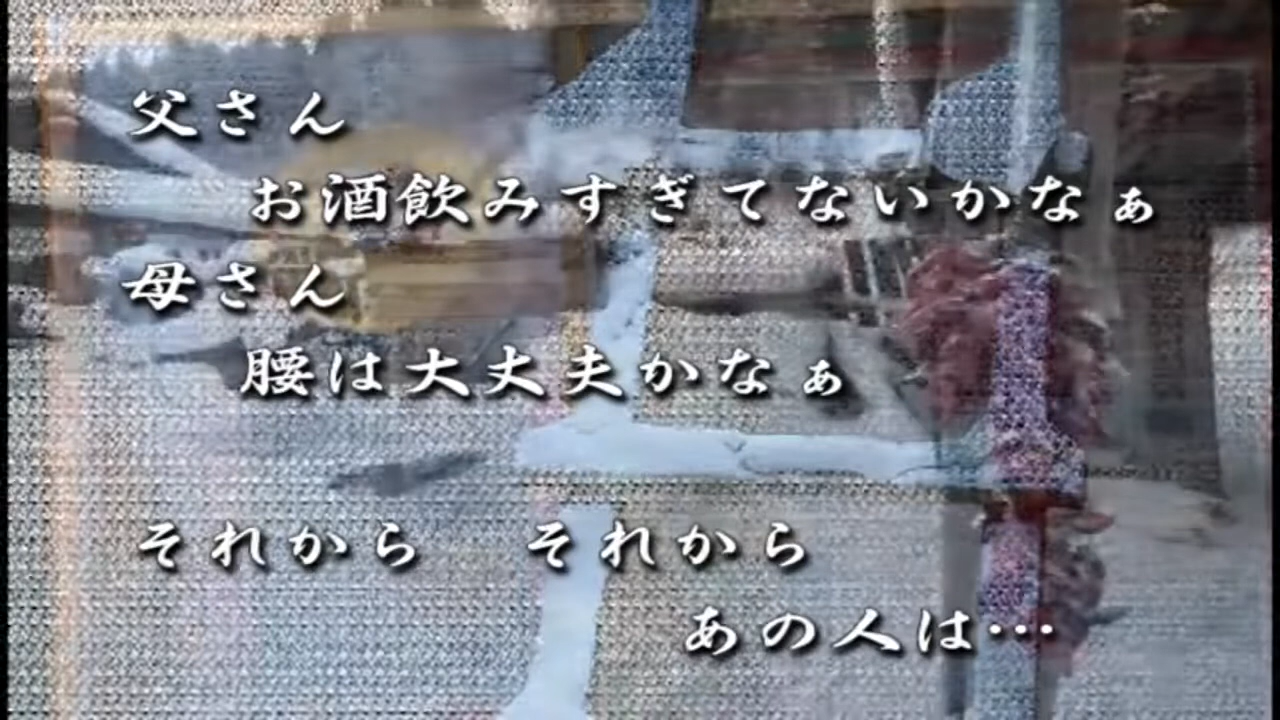 父さん
お酒飲みすぎてないかなぁ
母さん
腰は大丈夫かなぁ
それから　それから
あの人は…